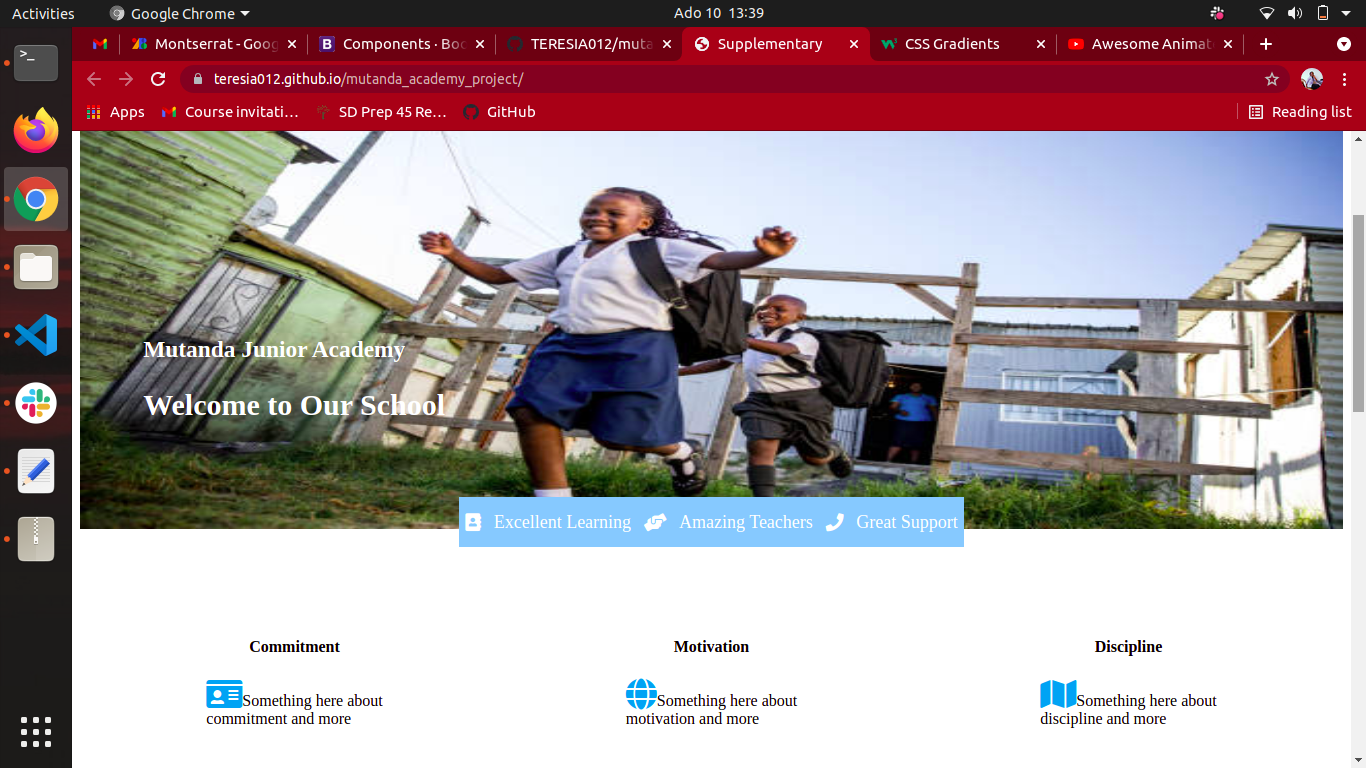 Activities
Google Chrome
Ado 10 13:39
Montserrat - Goog
Components · Boo
TERESIA012/muta
Supplementary
CSS Gradients
Awesome Animat
teresia012.github.io/mutanda_academy_project/
Apps
Course invitati…
SD Prep 45 Re…
GitHub
Reading list
Mutanda Junior Academy
Welcome to Our School
Excellent Learning
Amazing Teachers
Great Support
Commitment
Something here about
commitment and more
Motivation
Something here about
motivation and more
Discipline
Something here about
discipline and more